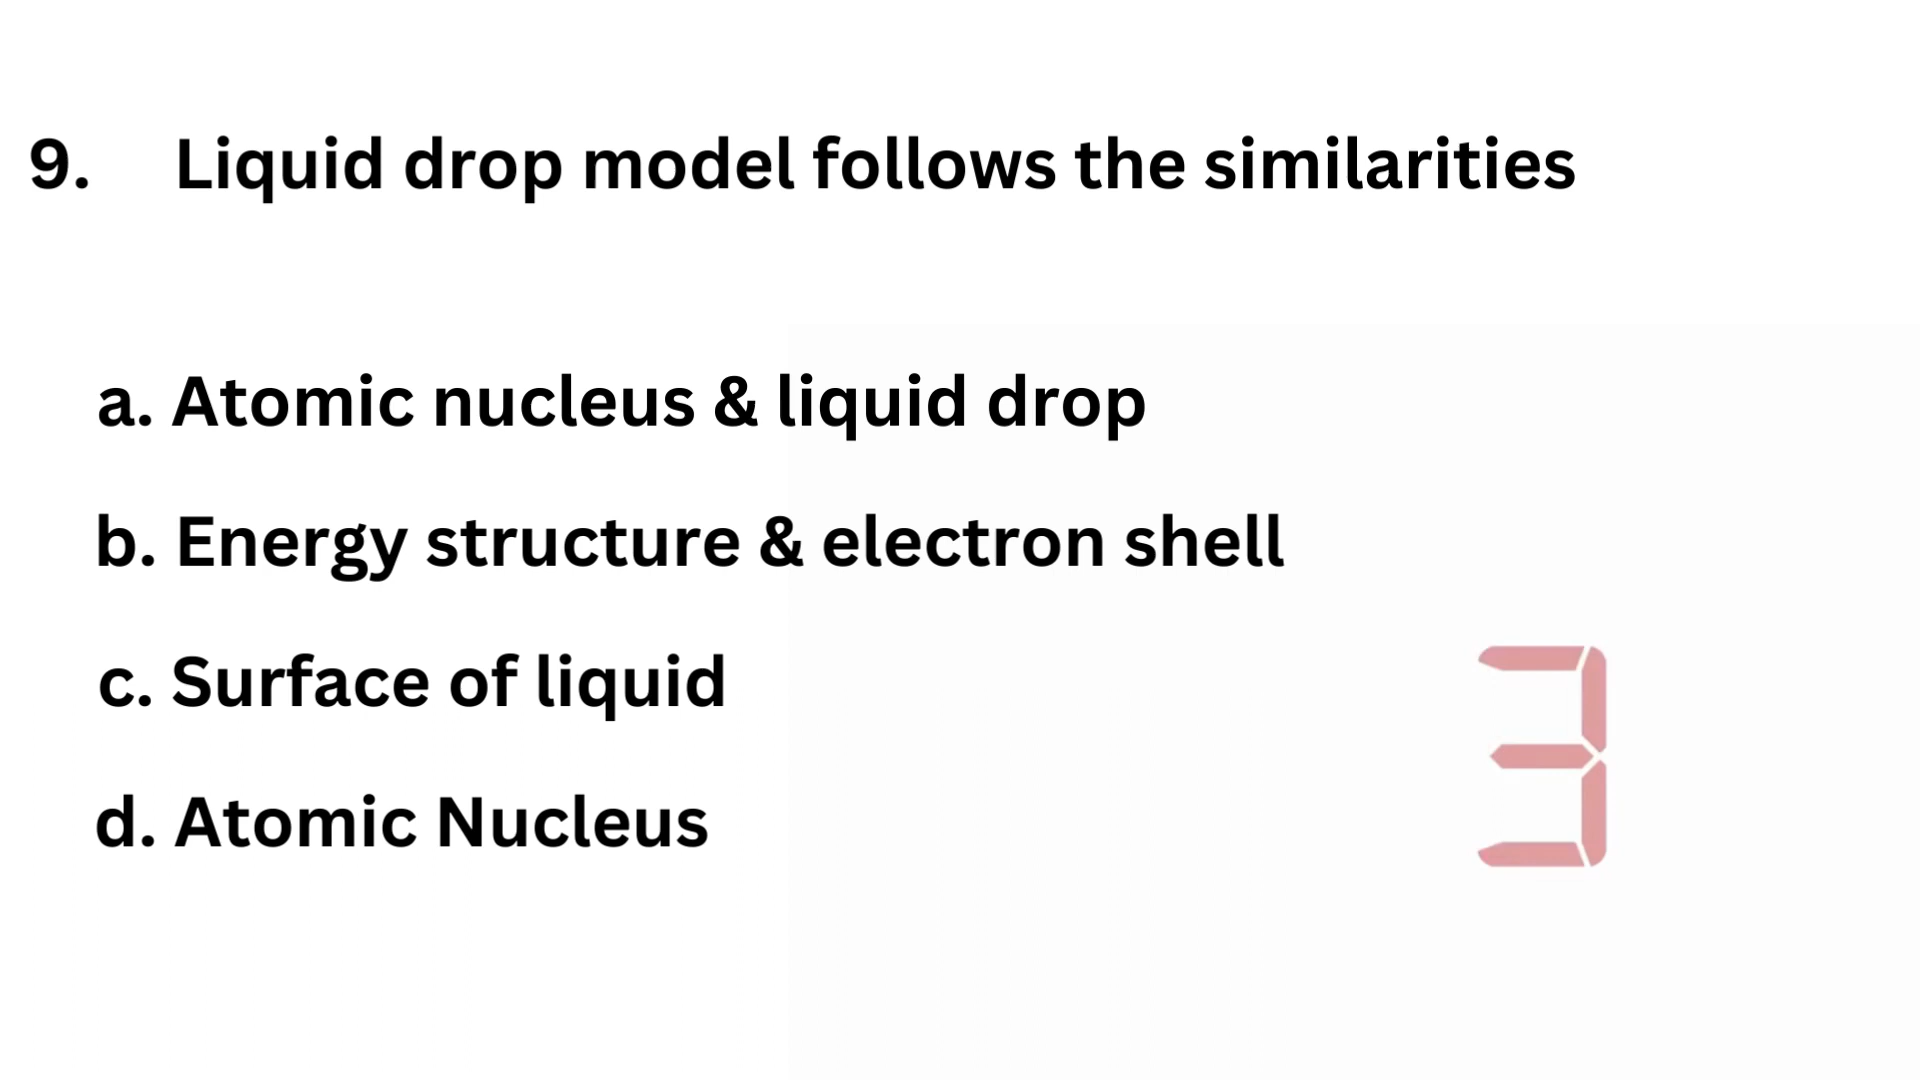 9. Liquid drop model follows the similarities
a. Atomic nucleus & liquid drop
b. Energy structure & electron shell
c. Surface of liquid
d. Atomic Nucleus
3